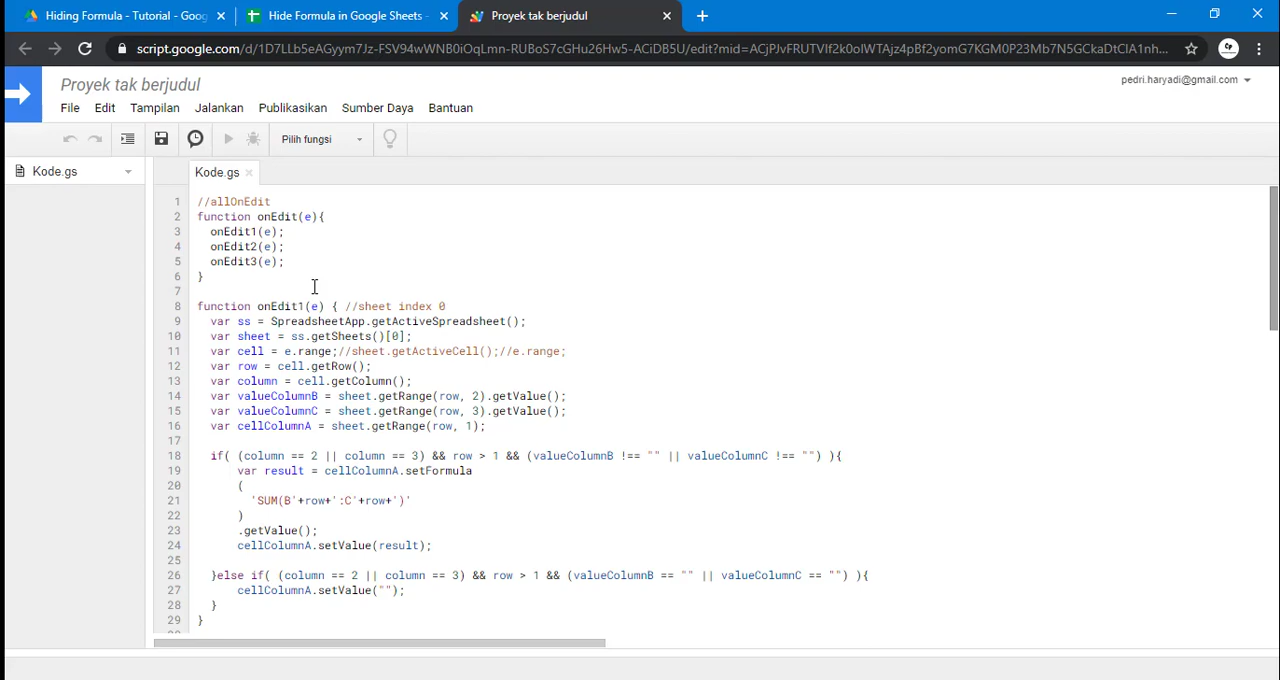 Hiding Formula - Tutorial - Goog
Hide Formula in Google Sheets -
Proyek tak berjudul
script.google.com/d/1D7LLb5eAGyym7Jz-FSV94wWNB0iOqLmn-RUBoS7cGHu26Hw5-ACiDB5U/edit?mid=
Proyek tak berjudul
pedri.haryadi@gmail.com
File Edit Tampilan Jalankan Publikasikan Sumber Daya Bantuan
Pilih fungsi
Kode.gs
Kode.gs
1 //allOnEdit
2 function onEdit(e){
3 onEdit1(e);
4 onEdit2(e);
5 onEdit3(e);
6 }
7
8 function onEdit1(e) { //sheet index 0
9 var ss = SpreadsheetApp.getActiveSpreadsheet();
10 var sheet = ss.getSheets()[0];
11 var cell = e.range;//sheet.getActiveCell();//e.range;
12 var row = cell.getRow();
13 var column = cell.getColumn();
14 var valueColumnB = sheet.getRange(row, 2).getValue();
15 var valueColumnC = sheet.getRange(row, 3).getValue();
16 var cellColumnA = sheet.getRange(row, 1);
17
18 if( (column == 2 || column == 3) && row > 1 && (valueColumnB !== "" || valueColumnC !== "") ){
19 var result = cellColumnA.setFormula
20 (
21 'SUM(B'+row+':C'+row+')'
22 )
23 .getValue();
24 cellColumnA.setValue(result);
25
26 }else if( (column == 2 || column == 3) && row > 1 && (valueColumnB == "" || valueColumnC == "") ){
27 cellColumnA.setValue("");
28 }
29 }